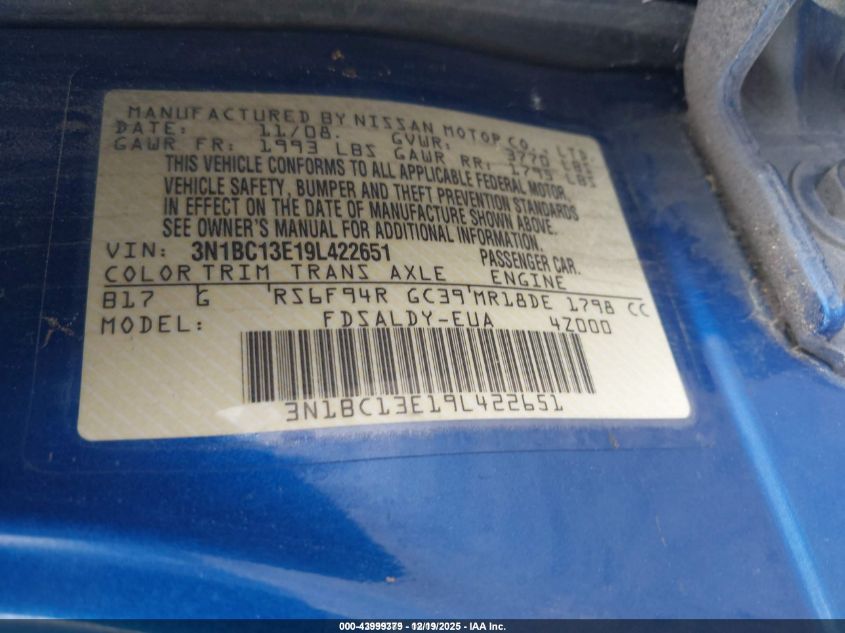 MANUFACTURED BY NISSAN MOTOR CO., LTD.
DATE: 11/08. GVWR: 3770 LBS
GAWR FR: 1993 LBS GAWR RR: 1793 LBS
THIS VEHICLE CONFORMS TO ALL APPLICABLE FEDERAL MOTOR
VEHICLE SAFETY, BUMPER AND THEFT PREVENTION STANDARDS
IN EFFECT ON THE DATE OF MANUFACTURE SHOWN ABOVE.
SEE OWNER'S MANUAL FOR ADDITIONAL INFORMATION.
VIN: 3N1BC13E19L422651 PASSENGER CAR.
COLOR TRIM TRANS AXLE ENGINE
B17 G RS6F94R GC39 MR18DE 1798 CC
MODEL: FDSALDY-EUA 4Z000
3N1BC13E19L422651
000-43999379 - 12/19/2025 - IAA Inc.